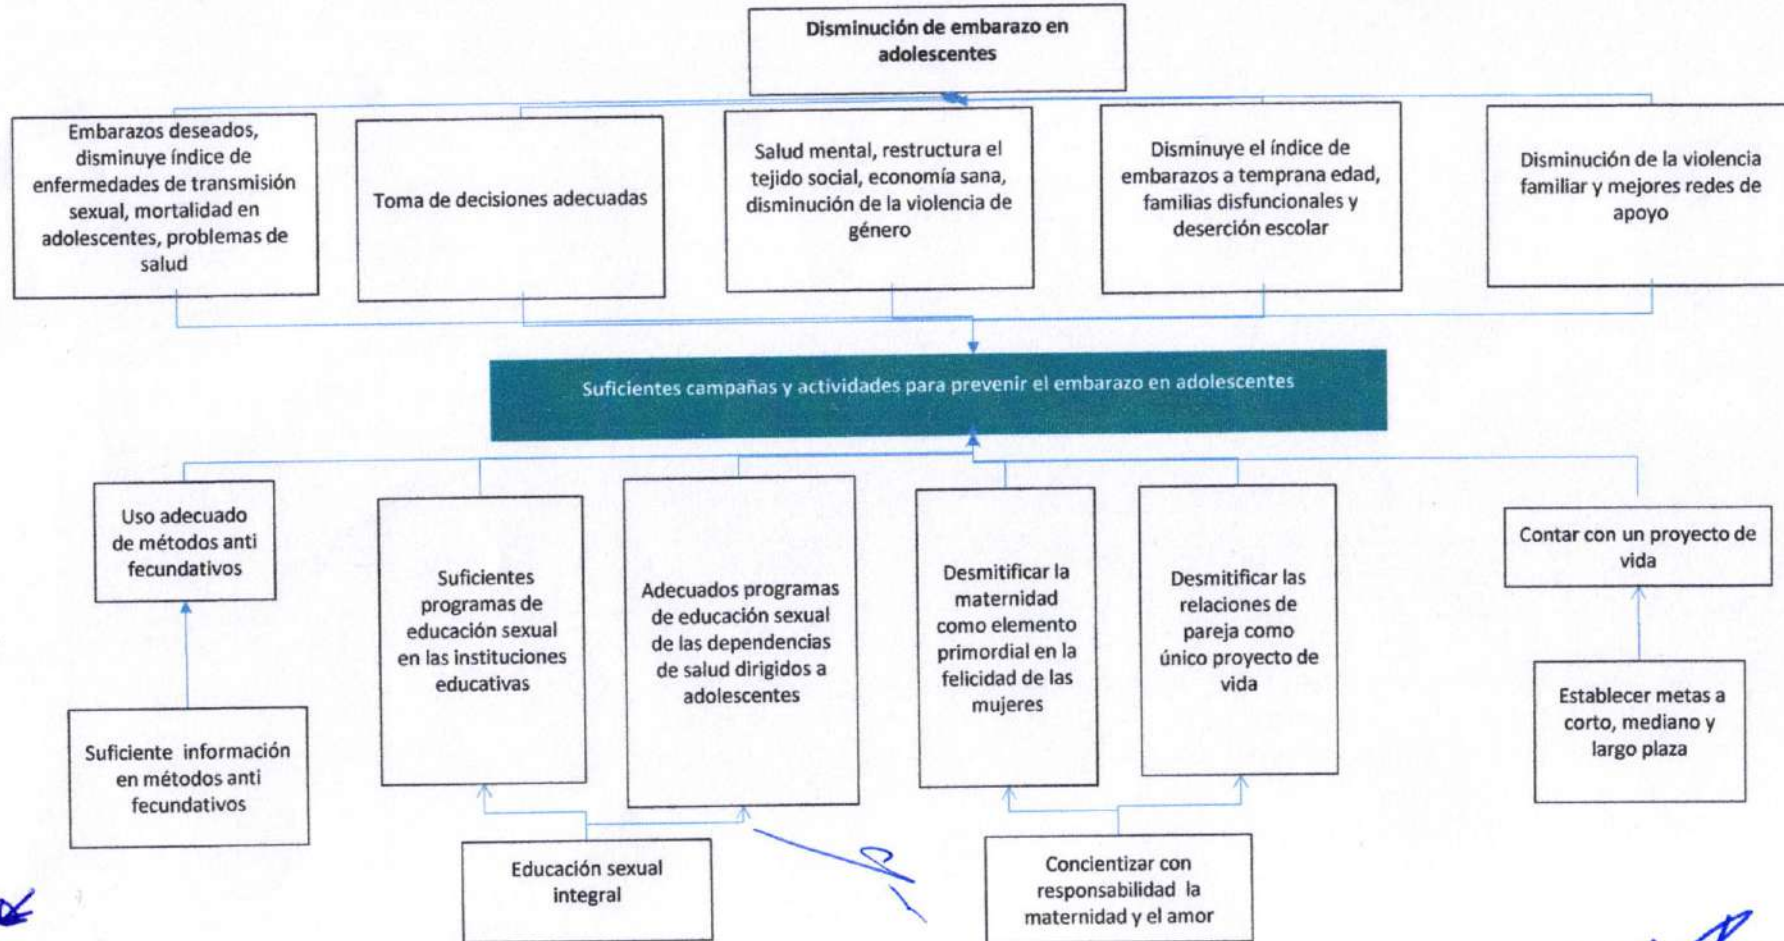 Disminución de embarazo en
adolescentes
Embarazos deseados,
disminuye índice de
enfermedades de transmisión
sexual, mortalidad en
adolescentes, problemas de
salud
Toma de decisiones adecuadas
Salud mental, restructura el
tejido social, economía sana,
disminución de la violencia de
género
Disminuye el índice de
embarazos a temprana edad,
familias disfuncionales y
deserción escolar
Disminución de la violencia
familiar y mejores redes de
apoyo
Suficientes campañas y actividades para prevenir el embarazo en adolescentes
Uso adecuado
de métodos anti
fecundativos
Suficientes
programas de
educación sexual
en las instituciones
educativas
Adecuados programas
de educación sexual
de las dependencias
de salud dirigidos a
adolescentes
Desmitificar la
maternidad
como elemento
primordial en la
felicidad de las
mujeres
Desmitificar las
relaciones de
pareja como
único proyecto de
vida
Contar con un proyecto de
vida
Suficiente información
en métodos anti
fecundativos
Establecer metas a
corto, mediano y
largo plaza
Educación sexual
integral
Concientizar con
responsabilidad la
maternidad y el amor